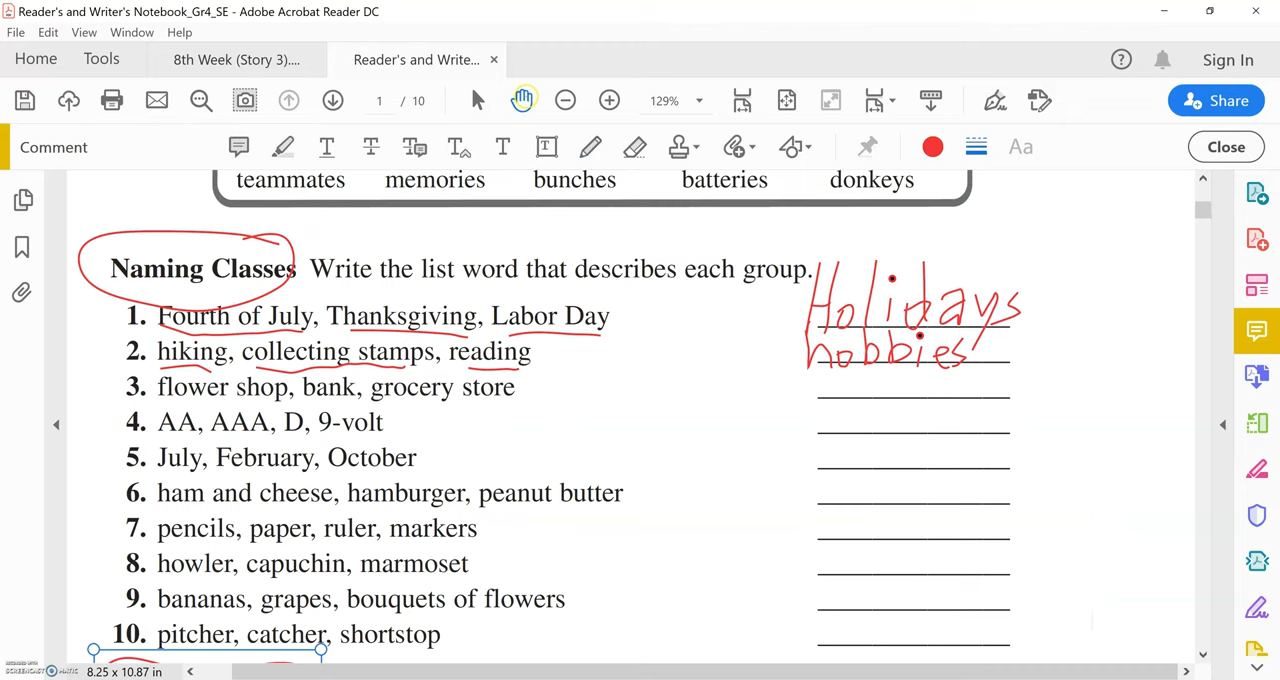 Reader's and Writer's Notebook_Gr4_SE - Adobe Acrobat Reader DC
File Edit View Window Help
Home Tools 8th Week (Story 3).... Reader's and Writer... × Sign In
1 / 10 129% Share
Comment Aa Close
teammates memories bunches batteries donkeys
Naming Classes Write the list word that describes each group.
1. Fourth of July, Thanksgiving, Labor Day Holidays
2. hiking, collecting stamps, reading hobbies
3. flower shop, bank, grocery store
4. AA, AAA, D, 9-volt
5. July, February, October
6. ham and cheese, hamburger, peanut butter
7. pencils, paper, ruler, markers
8. howler, capuchin, marmoset
9. bananas, grapes, bouquets of flowers
10. pitcher, catcher, shortstop
RECORDED WITH
SCREENCAST MATIC
8.25 x 10.87 in